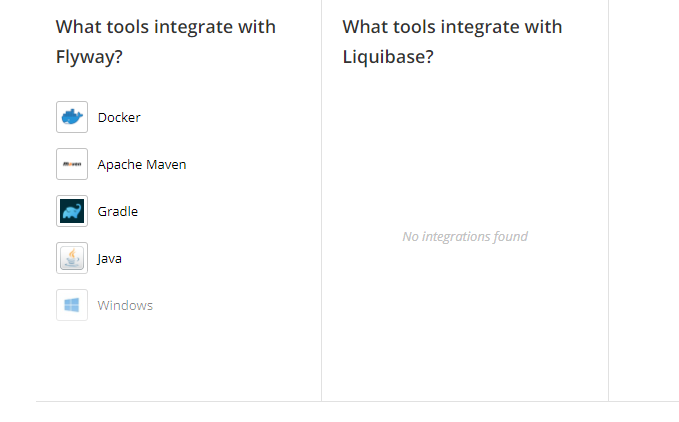 What tools integrate with
Flyway?
Docker
Apache Maven
Gradle
Java
Windows
What tools integrate with
Liquibase?
No integrations found